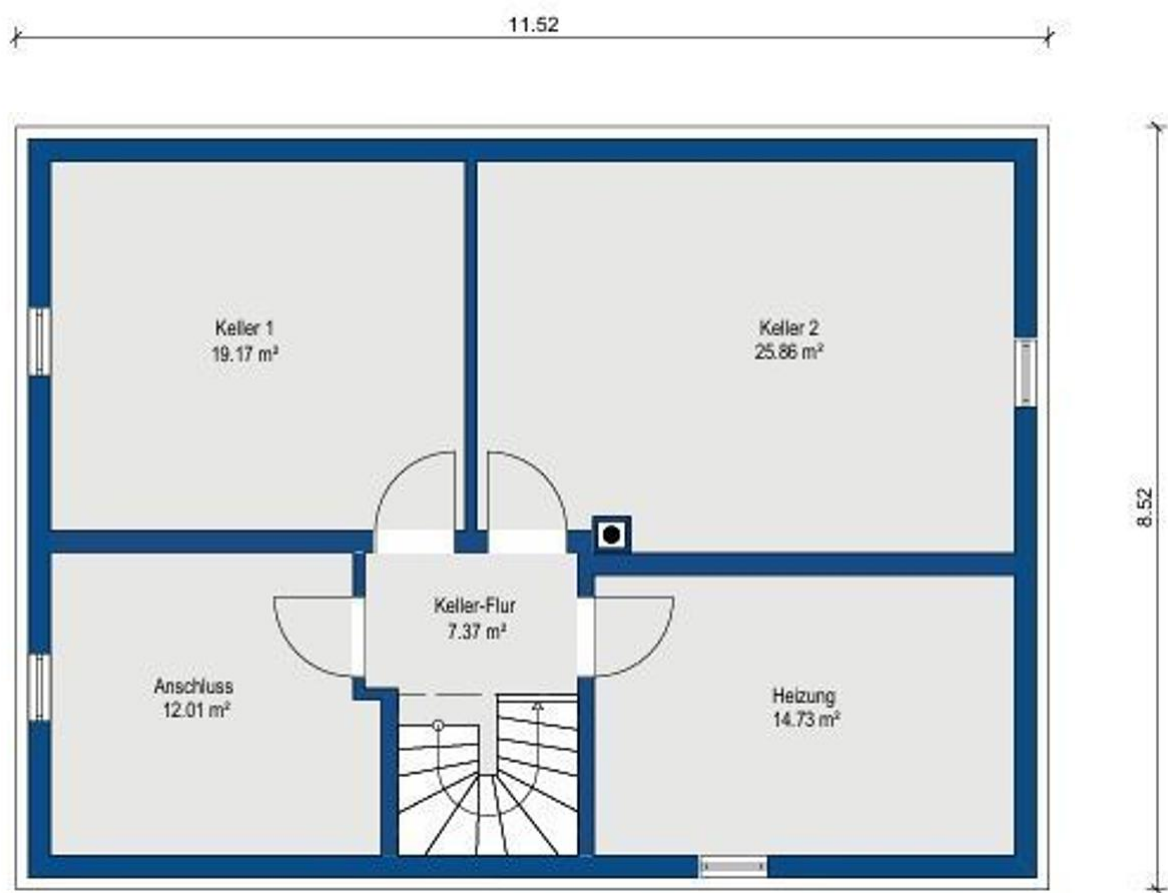 11.52
Keller 1
19.17 m²
Keller 2
25.86 m²
8.52
Keller-Flur
7.37 m²
Anschluss
12.01 m²
Heizung
14.73 m²